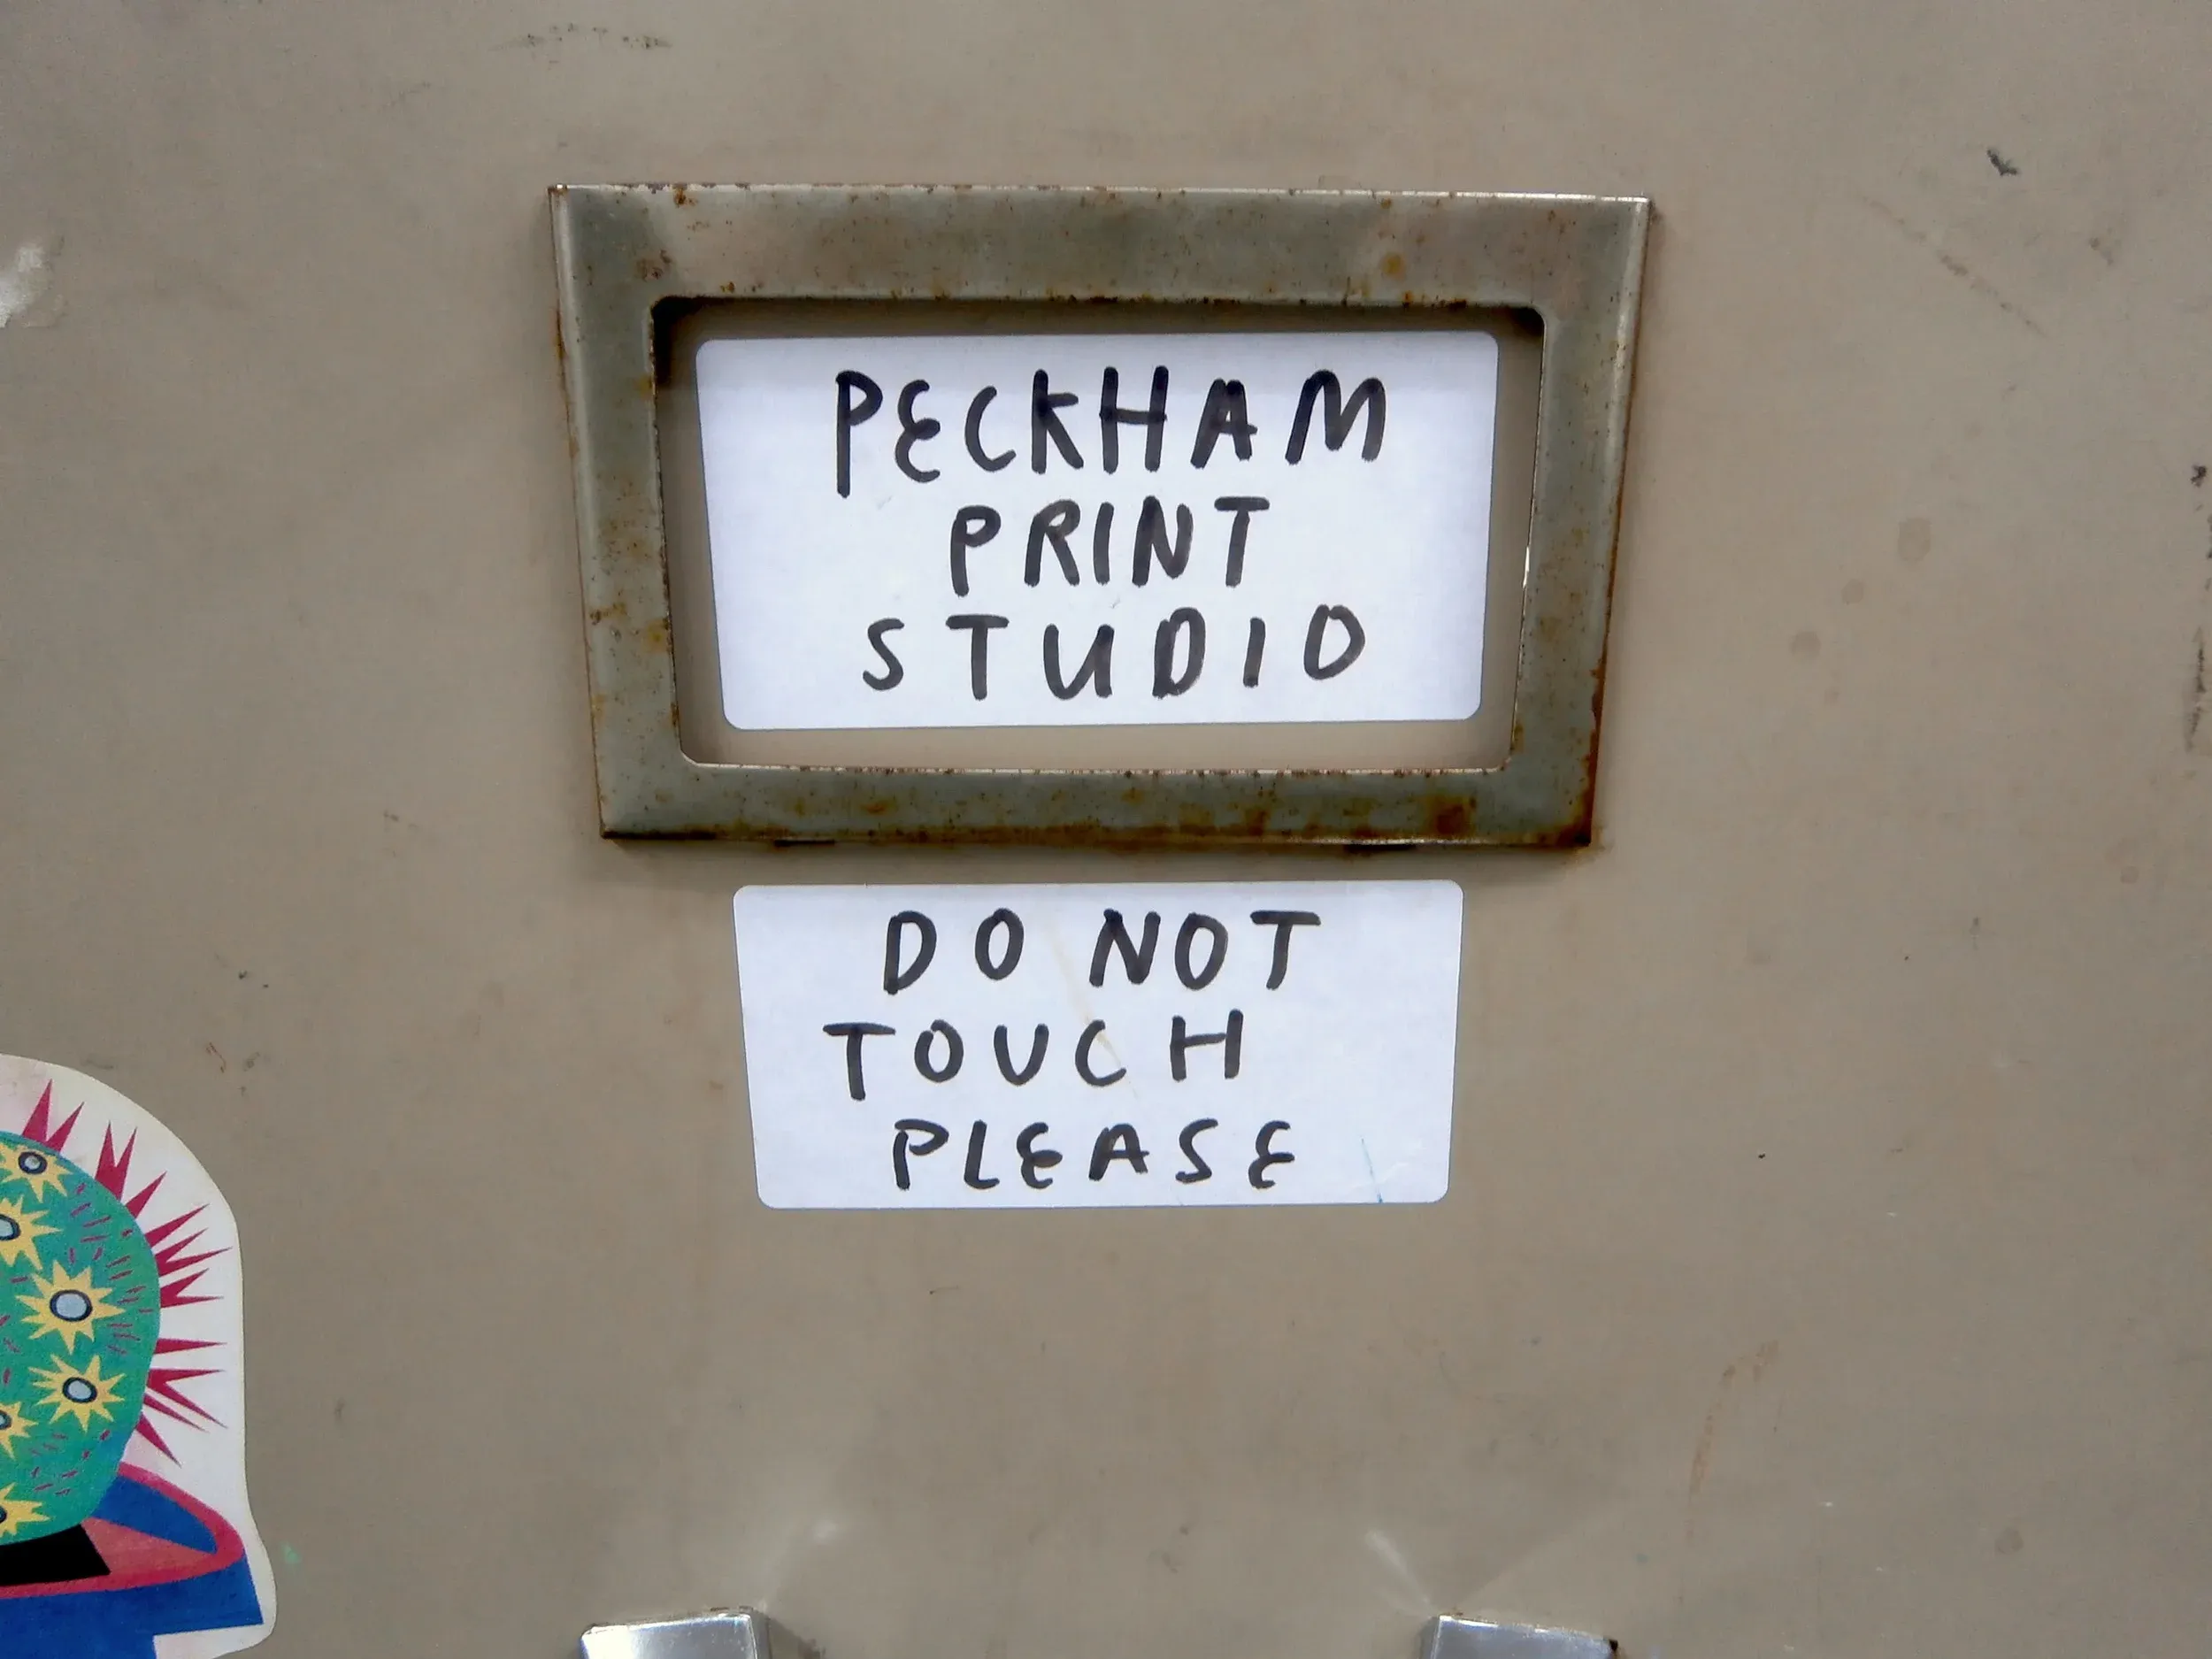 PECKHAM
PRINT
STUDIO
DO NOT
TOUCH
PLEASE